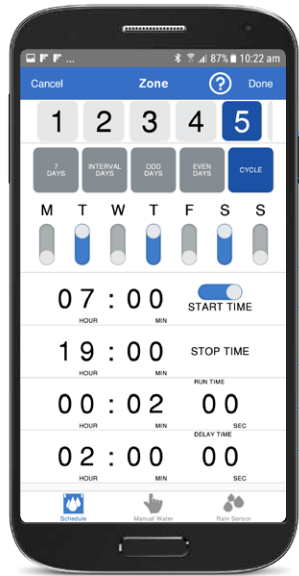 ... 87% 10:22 am
Cancel Zone ? Done
1 2 3 4 5
7 DAYS INTERVAL DAYS ODD DAYS EVEN DAYS CYCLE
M T W T F S S
07 : 00 START TIME
HOUR MIN
19 : 00 STOP TIME
HOUR MIN
RUN TIME
00 : 02 00
HOUR MIN SEC
DELAY TIME
02 : 00 00
HOUR MIN SEC
Schedule Manual Water Rain Sensor